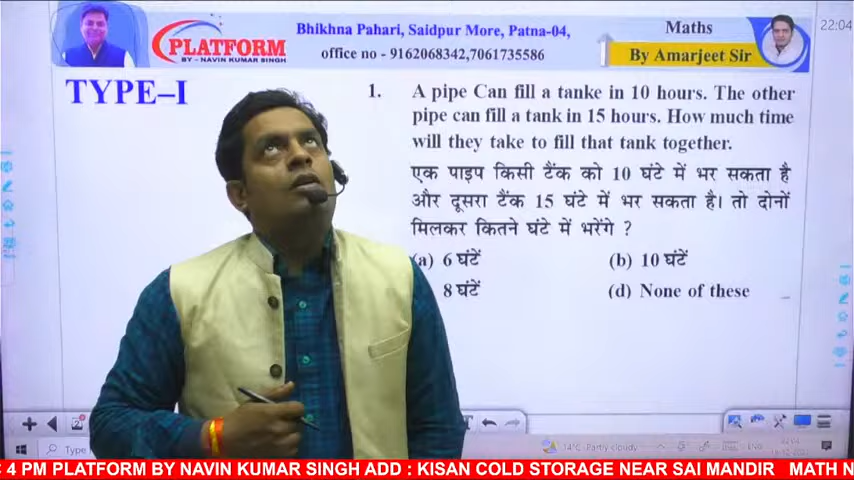 22:04
PLATFORM
BY - NAVIN KUMAR SINGH
Bhikhna Pahari, Saidpur More, Patna-04,
office no - 9162068342,7061735586
Maths
By Amarjeet Sir
TYPE–I
1. A pipe Can fill a tanke in 10 hours. The other
pipe can fill a tank in 15 hours. How much time
will they take to fill that tank together.
एक पाइप किसी टैंक को 10 घंटे में भर सकता है
और दूसरा टैंक 15 घंटे में भर सकता है। तो दोनों
मिलकर कितने घंटे में भरेंगे ?
(a) 6 घंटें (b) 10 घंटें
8 घंटें (d) None of these
Type
14°C Partly cloudy
ENG
22:04
4 PM PLATFORM BY NAVIN KUMAR SINGH ADD : KISAN COLD STORAGE NEAR SAI MANDIR MATH N